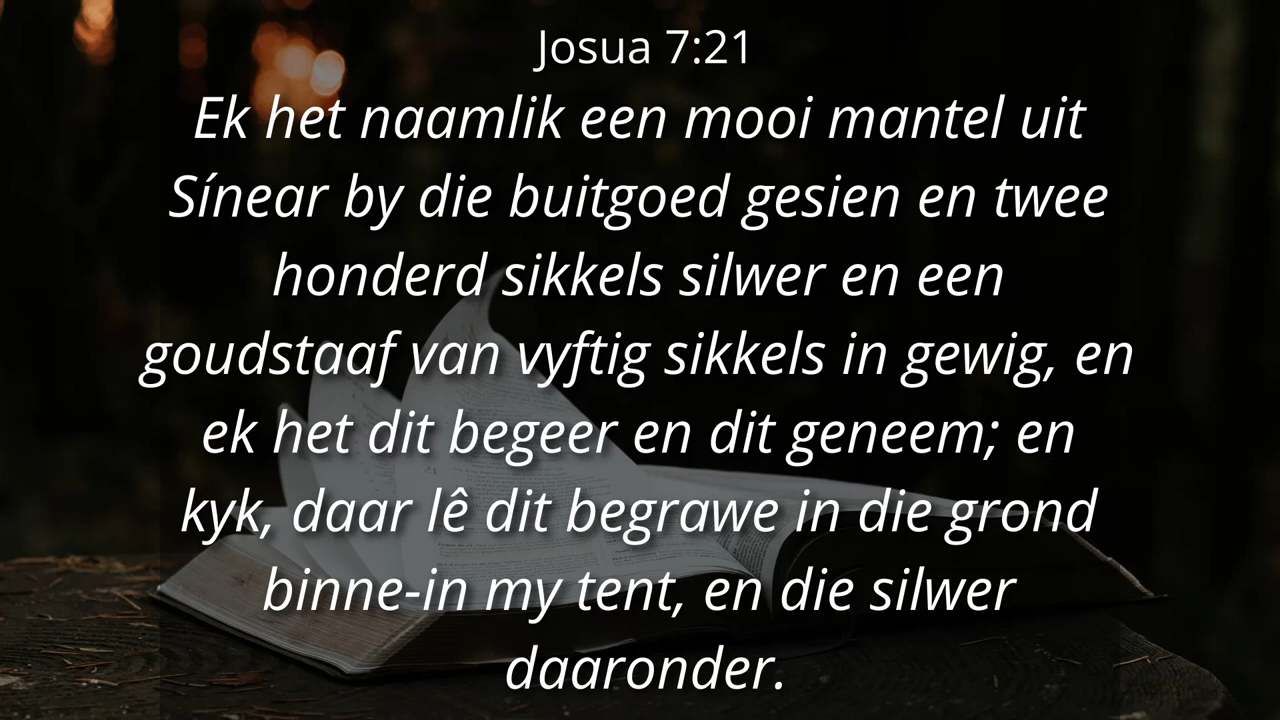 Josua 7:21
Ek het naamlik een mooi mantel uit
Sínear by die buitgoed gesien en twee
honderd sikkels silwer en een
goudstaaf van vyftig sikkels in gewig, en
ek het dit begeer en dit geneem; en
kyk, daar lê dit begrawe in die grond
binne-in my tent, en die silwer
daaronder.